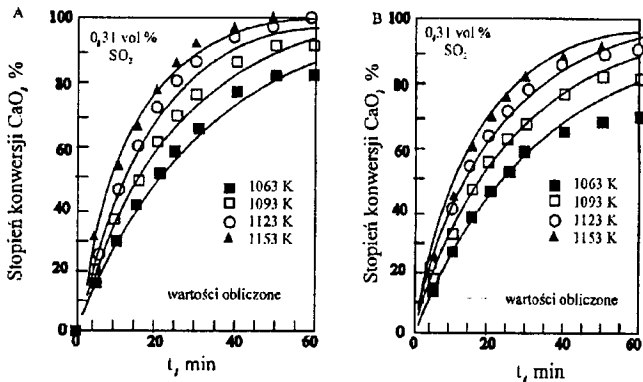 A
Stopień konwersji CaO, %
100
80
60
40
20
0
0,31 vol %
SO₂
1063 K
1093 K
1123 K
1153 K
wartości obliczone
0 20 40 60
t, min
B
Stopień konwersji CaO, %
100
80
60
40
20
0
0,31 vol %
SO₂
1063 K
1093 K
1123 K
1153 K
wartości obliczone
0 20 40 60
t, min